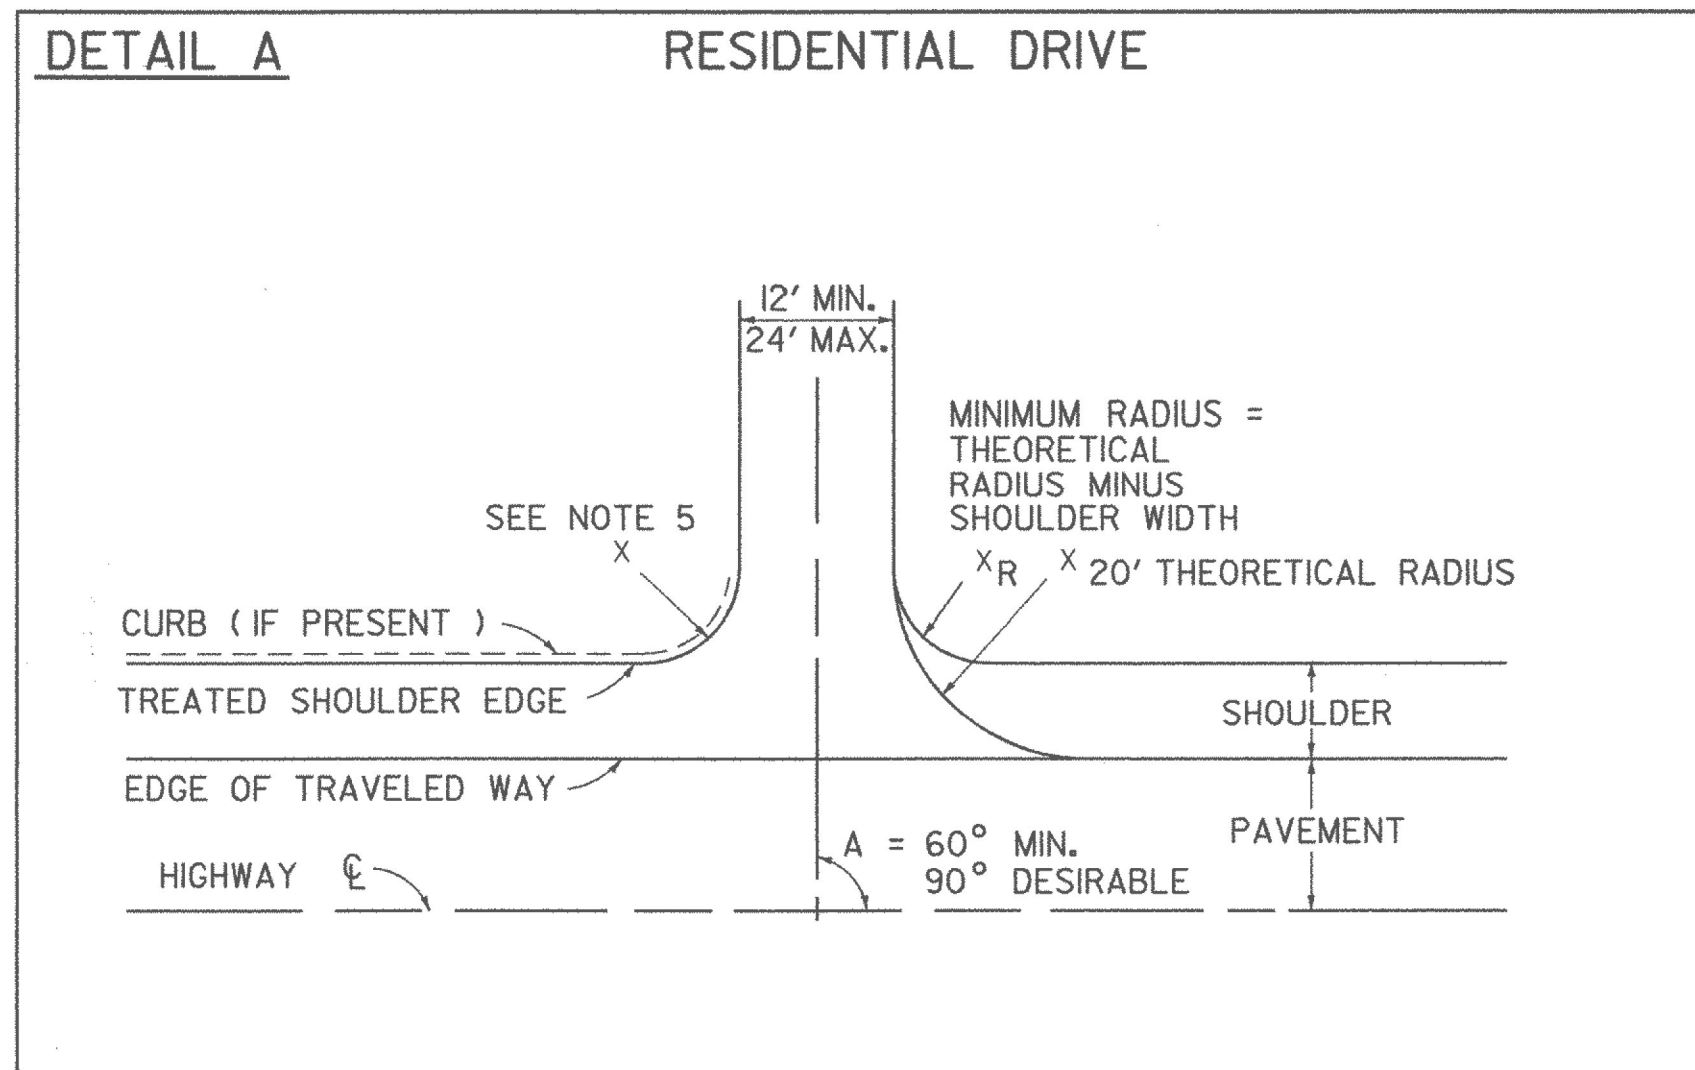 DETAIL A
RESIDENTIAL DRIVE
12' MIN.
24' MAX.
MINIMUM RADIUS =
THEORETICAL
RADIUS MINUS
SHOULDER WIDTH
SEE NOTE 5
X
X R
X 20' THEORETICAL RADIUS
CURB ( IF PRESENT )
TREATED SHOULDER EDGE
SHOULDER
EDGE OF TRAVELED WAY
PAVEMENT
A = 60° MIN.
90° DESIRABLE
HIGHWAY ℄